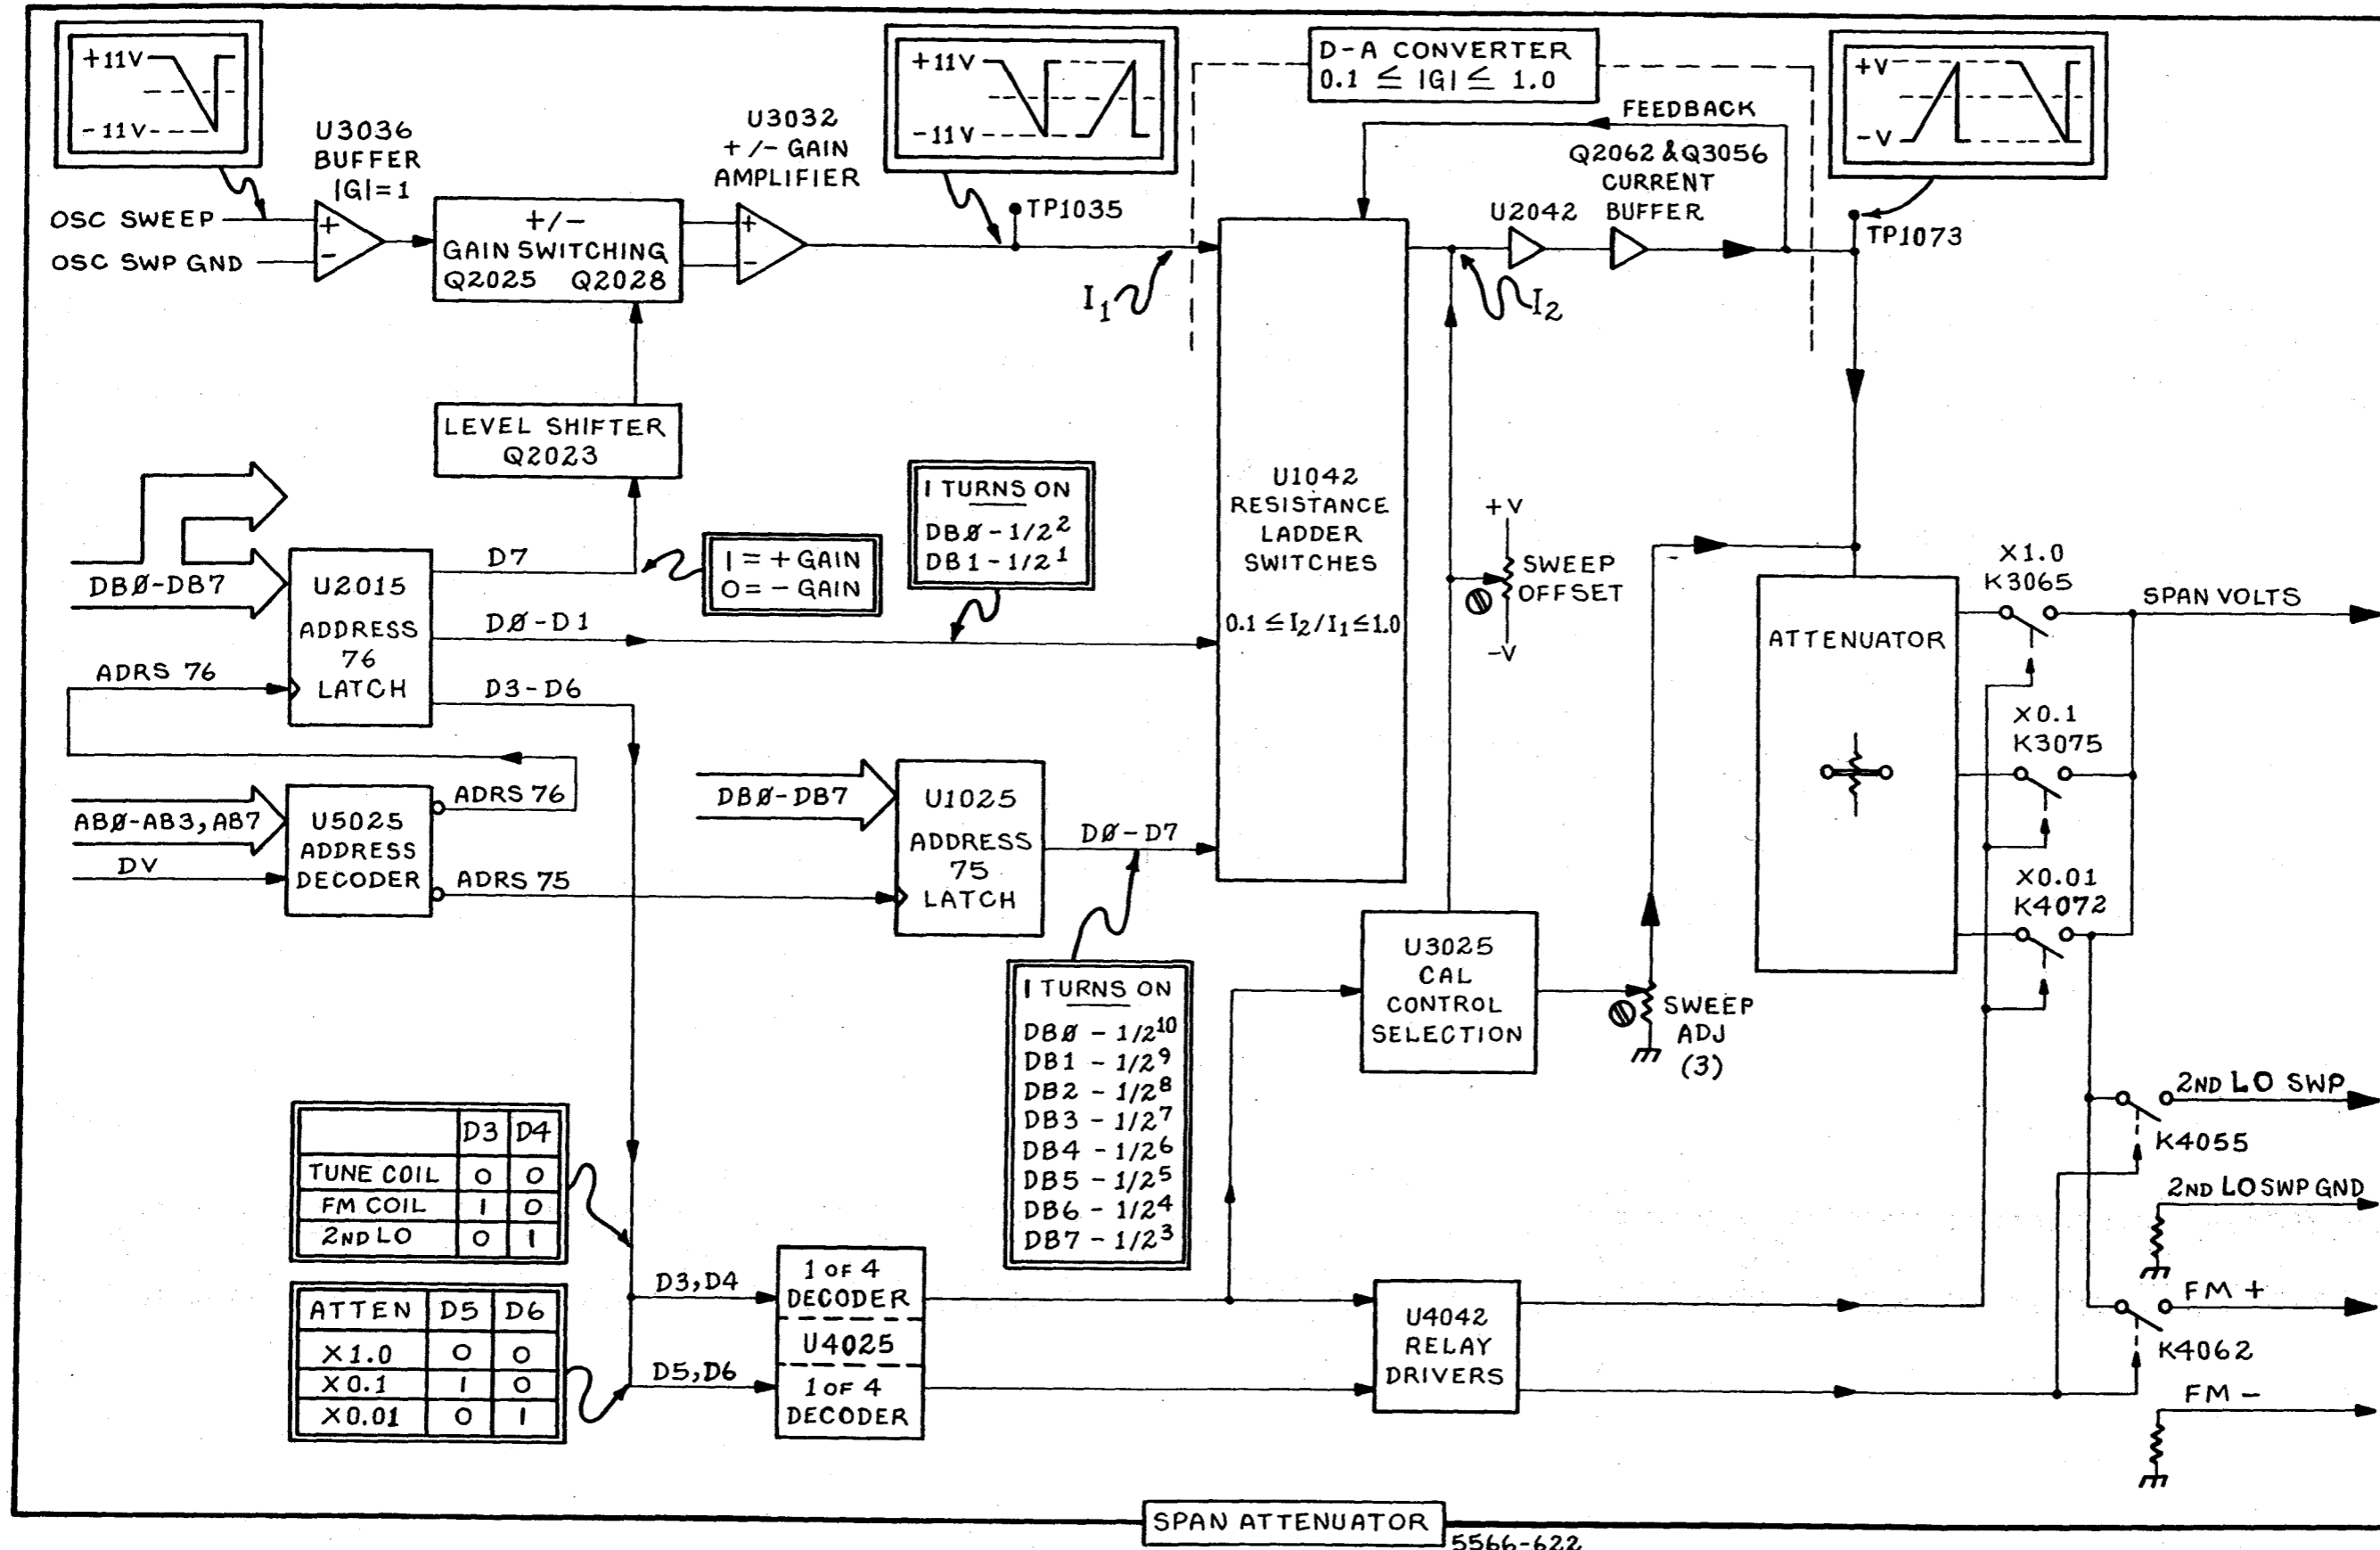 +11V
-11V
U3036
BUFFER
|G|=1
OSC SWEEP
OSC SWP GND
+
-
+/-
GAIN SWITCHING
Q2025 Q2028
U3032
+/- GAIN
AMPLIFIER
+
-
+11V
-11V
TP1035
I1
D-A CONVERTER
0.1 ≤ |G| ≤ 1.0
FEEDBACK
Q2062 & Q3056
CURRENT
BUFFER
U2042
I2
+V
-V
TP1073
LEVEL SHIFTER
Q2023
DBØ-DB7
U2015
ADDRESS
76
LATCH
D7
DØ-D1
D3-D6
ADRS 76
1 = + GAIN
0 = - GAIN
1 TURNS ON
DBØ - 1/2²
DB1 - 1/2¹
U1042
RESISTANCE
LADDER
SWITCHES
0.1 ≤ I2/I1 ≤ 1.0
+V
SWEEP
OFFSET
-V
ATTENUATOR
X1.0
K3065
SPAN VOLTS
X0.1
K3075
X0.01
K4072
ABØ-AB3, AB7
DV
U5025
ADDRESS
DECODER
ADRS 76
ADRS 75
DBØ-DB7
U1025
ADDRESS
75
LATCH
DØ-D7
1 TURNS ON
DBØ - 1/2¹⁰
DB1 - 1/2⁹
DB2 - 1/2⁸
DB3 - 1/2⁷
DB4 - 1/2⁶
DB5 - 1/2⁵
DB6 - 1/2⁴
DB7 - 1/2³
U3025
CAL
CONTROL
SELECTION
SWEEP
ADJ
(3)
2ND LO SWP
K4055
2ND LO SWP GND
FM +
K4062
FM -
D3 D4
TUNE COIL 0 0
FM COIL 1 0
2ND LO 0 1
ATTEN D5 D6
X1.0 0 0
X0.1 1 0
X0.01 0 1
D3, D4
D5, D6
1 OF 4
DECODER
U4025
1 OF 4
DECODER
U4042
RELAY
DRIVERS
SPAN ATTENUATOR
5566-622